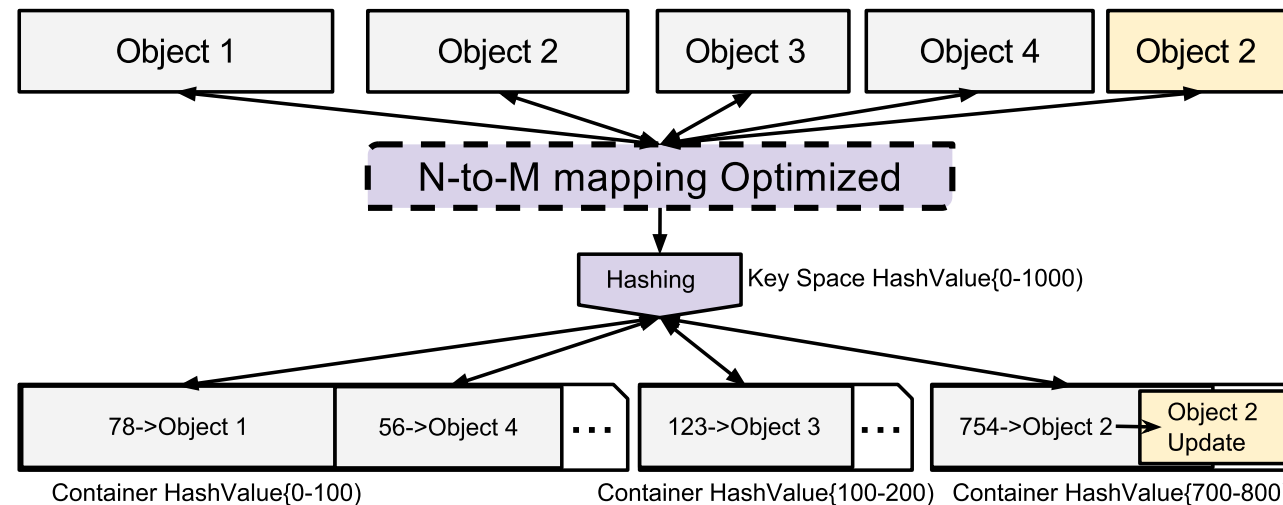 Object 1
Object 2
Object 3
Object 4
Object 2
N-to-M mapping Optimized
Hashing
Key Space HashValue{0-1000)
78->Object 1
56->Object 4
...
123->Object 3
...
754->Object 2
Object 2
Update
Container HashValue{0-100)
Container HashValue{100-200)
Container HashValue{700-800